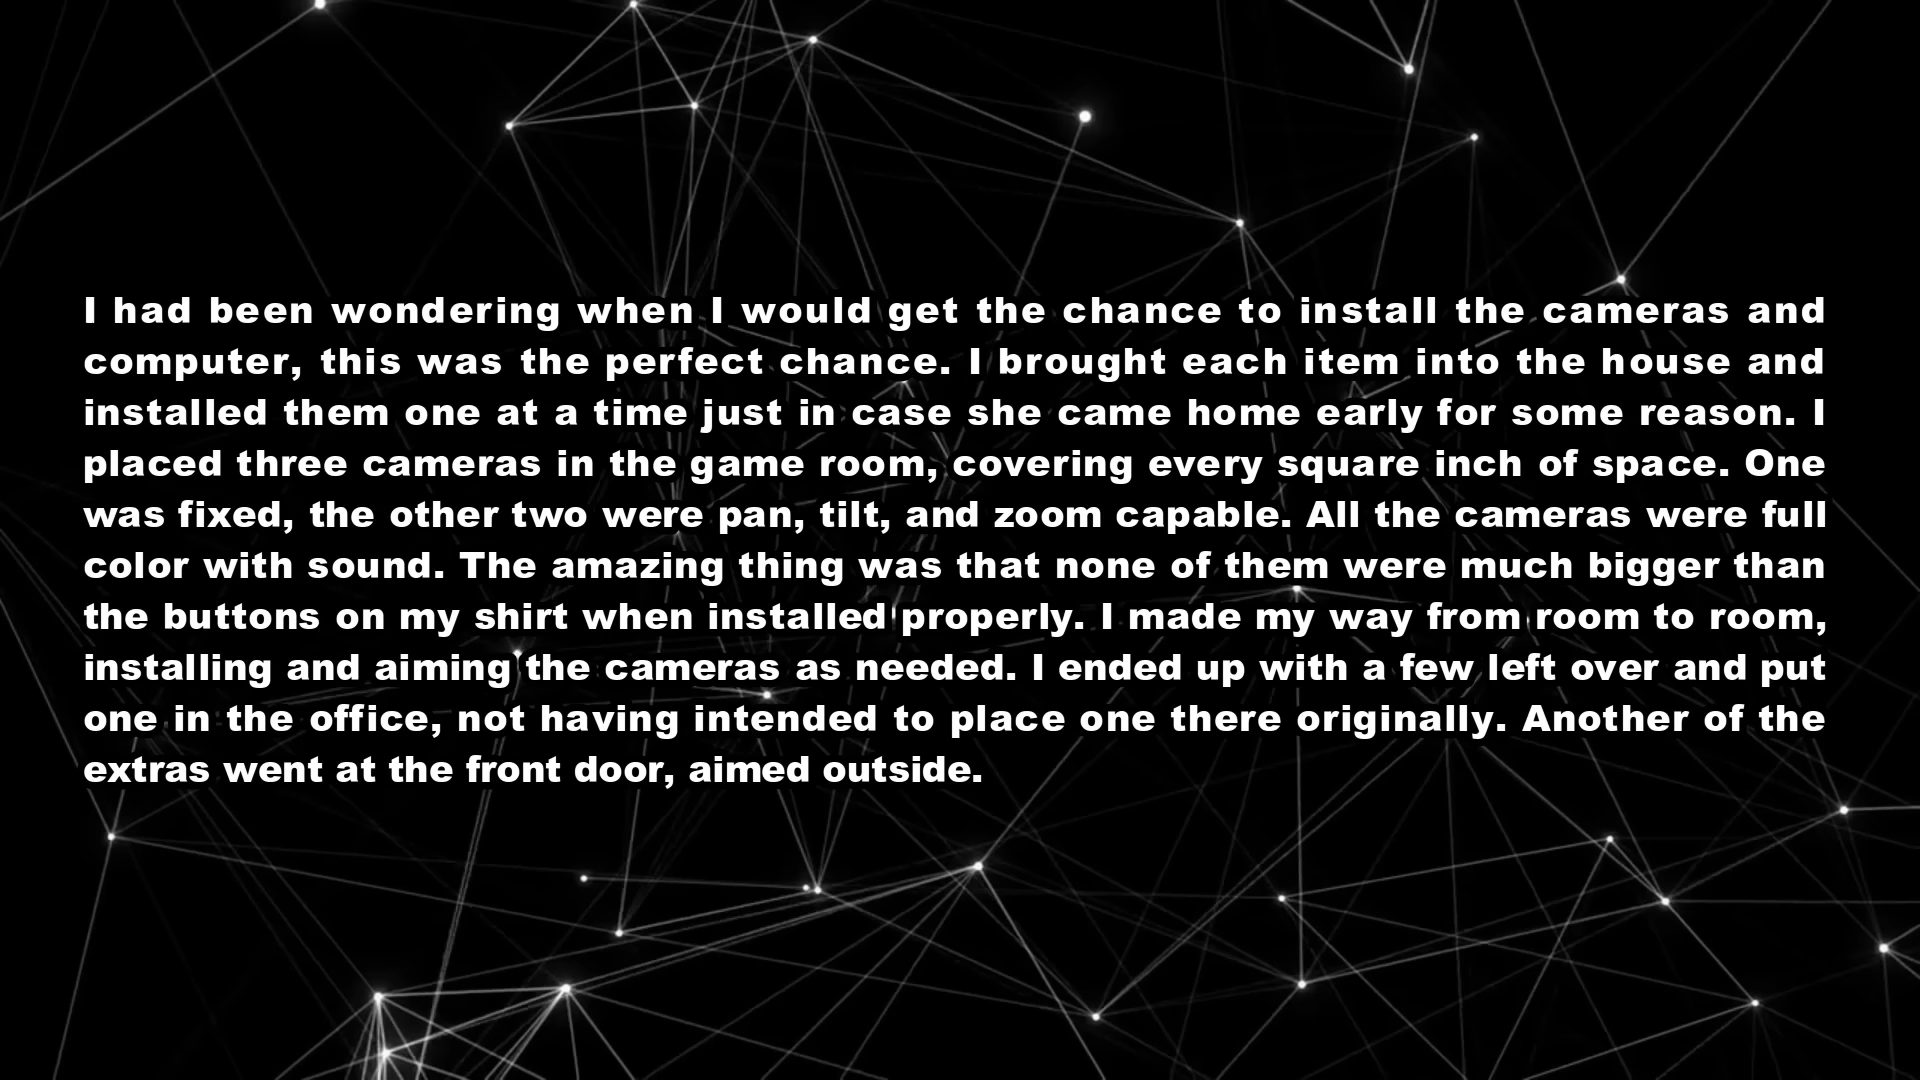 I had been wondering when I would get the chance to install the cameras and
computer, this was the perfect chance. I brought each item into the house and
installed them one at a time just in case she came home early for some reason. I
placed three cameras in the game room, covering every square inch of space. One
was fixed, the other two were pan, tilt, and zoom capable. All the cameras were full
color with sound. The amazing thing was that none of them were much bigger than
the buttons on my shirt when installed properly. I made my way from room to room,
installing and aiming the cameras as needed. I ended up with a few left over and put
one in the office, not having intended to place one there originally. Another of the
extras went at the front door, aimed outside.